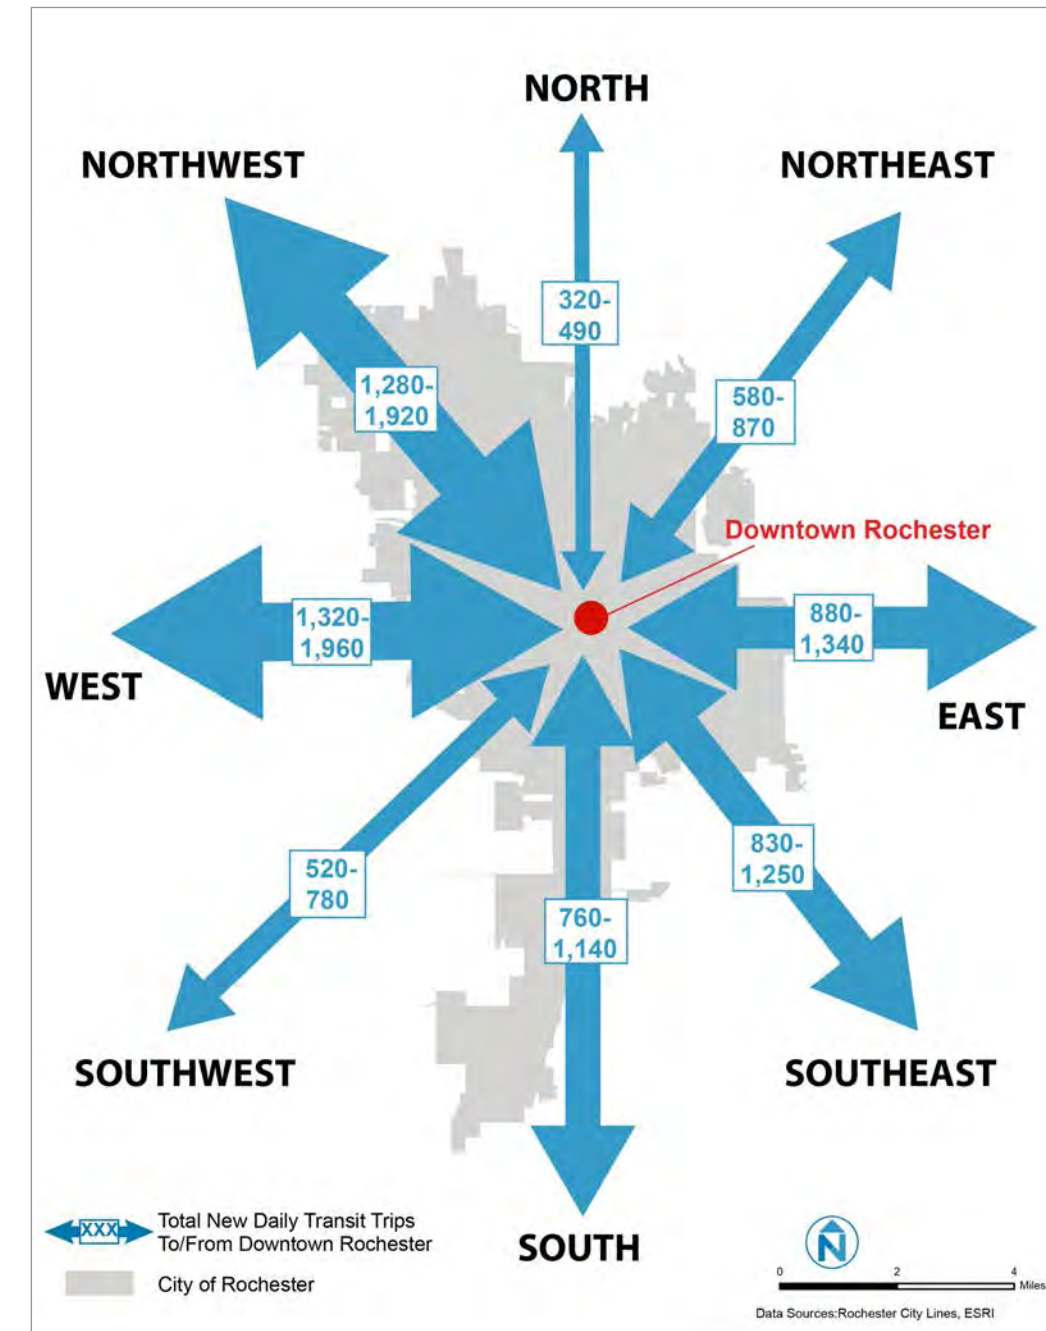 NORTH
NORTHWEST
NORTHEAST
320-
490
1,280-
1,920
580-
870
Downtown Rochester
1,320-
1,960
880-
1,340
WEST
EAST
830-
1,250
520-
780
760-
1,140
SOUTHWEST
SOUTHEAST
SOUTH
XXX
Total New Daily Transit Trips
To/From Downtown Rochester
City of Rochester
N
0 2 4
Miles
Data Sources:Rochester City Lines, ESRI